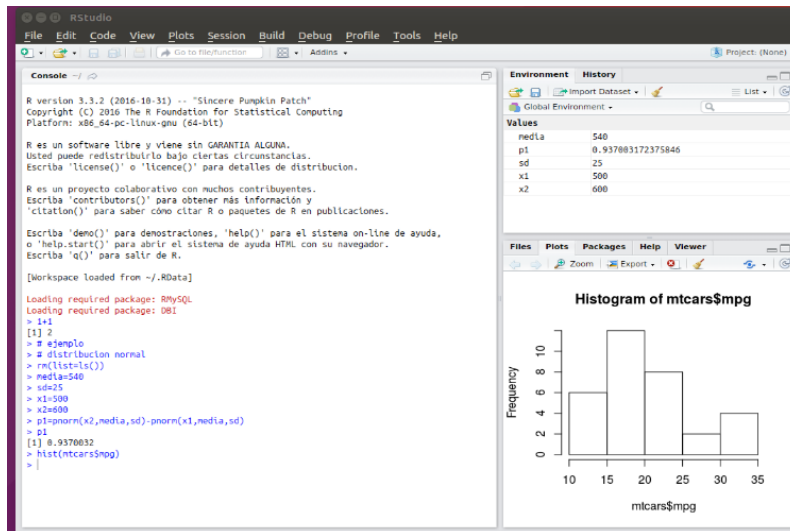 RStudio
File Edit Code View Plots Session Build Debug Profile Tools Help
Go to file/function Addins Project: (None)
Console ~/
R version 3.3.2 (2016-10-31) -- "Sincere Pumpkin Patch"
Copyright (C) 2016 The R Foundation for Statistical Computing
Platform: x86_64-pc-linux-gnu (64-bit)
R es un software libre y viene sin GARANTIA ALGUNA.
Usted puede redistribuirlo bajo ciertas circunstancias.
Escriba 'license()' o 'licence()' para detalles de distribucion.
R es un proyecto colaborativo con muchos contribuyentes.
Escriba 'contributors()' para obtener más información y
'citation()' para saber cómo citar R o paquetes de R en publicaciones.
Escriba 'demo()' para demostraciones, 'help()' para el sistema on-line de ayuda,
o 'help.start()' para abrir el sistema de ayuda HTML con su navegador.
Escriba 'q()' para salir de R.
[Workspace loaded from ~/.RData]
Loading required package: RMySQL
Loading required package: DBI
> 1+1
[1] 2
> # ejemplo
> # distribucion normal
> rm(list=ls())
> media=540
> sd=25
> x1=500
> x2=600
> p1=pnorm(x2,media,sd)-pnorm(x1,media,sd)
> p1
[1] 0.9370032
> hist(mtcars$mpg)
>
Environment History
Import Dataset List
Global Environment
Values
media 540
p1 0.937003172375846
sd 25
x1 500
x2 600
Files Plots Packages Help Viewer
Zoom Export
Histogram of mtcars$mpg
Frequency
0 2 4 6 8 10
10 15 20 25 30 35
mtcars$mpg